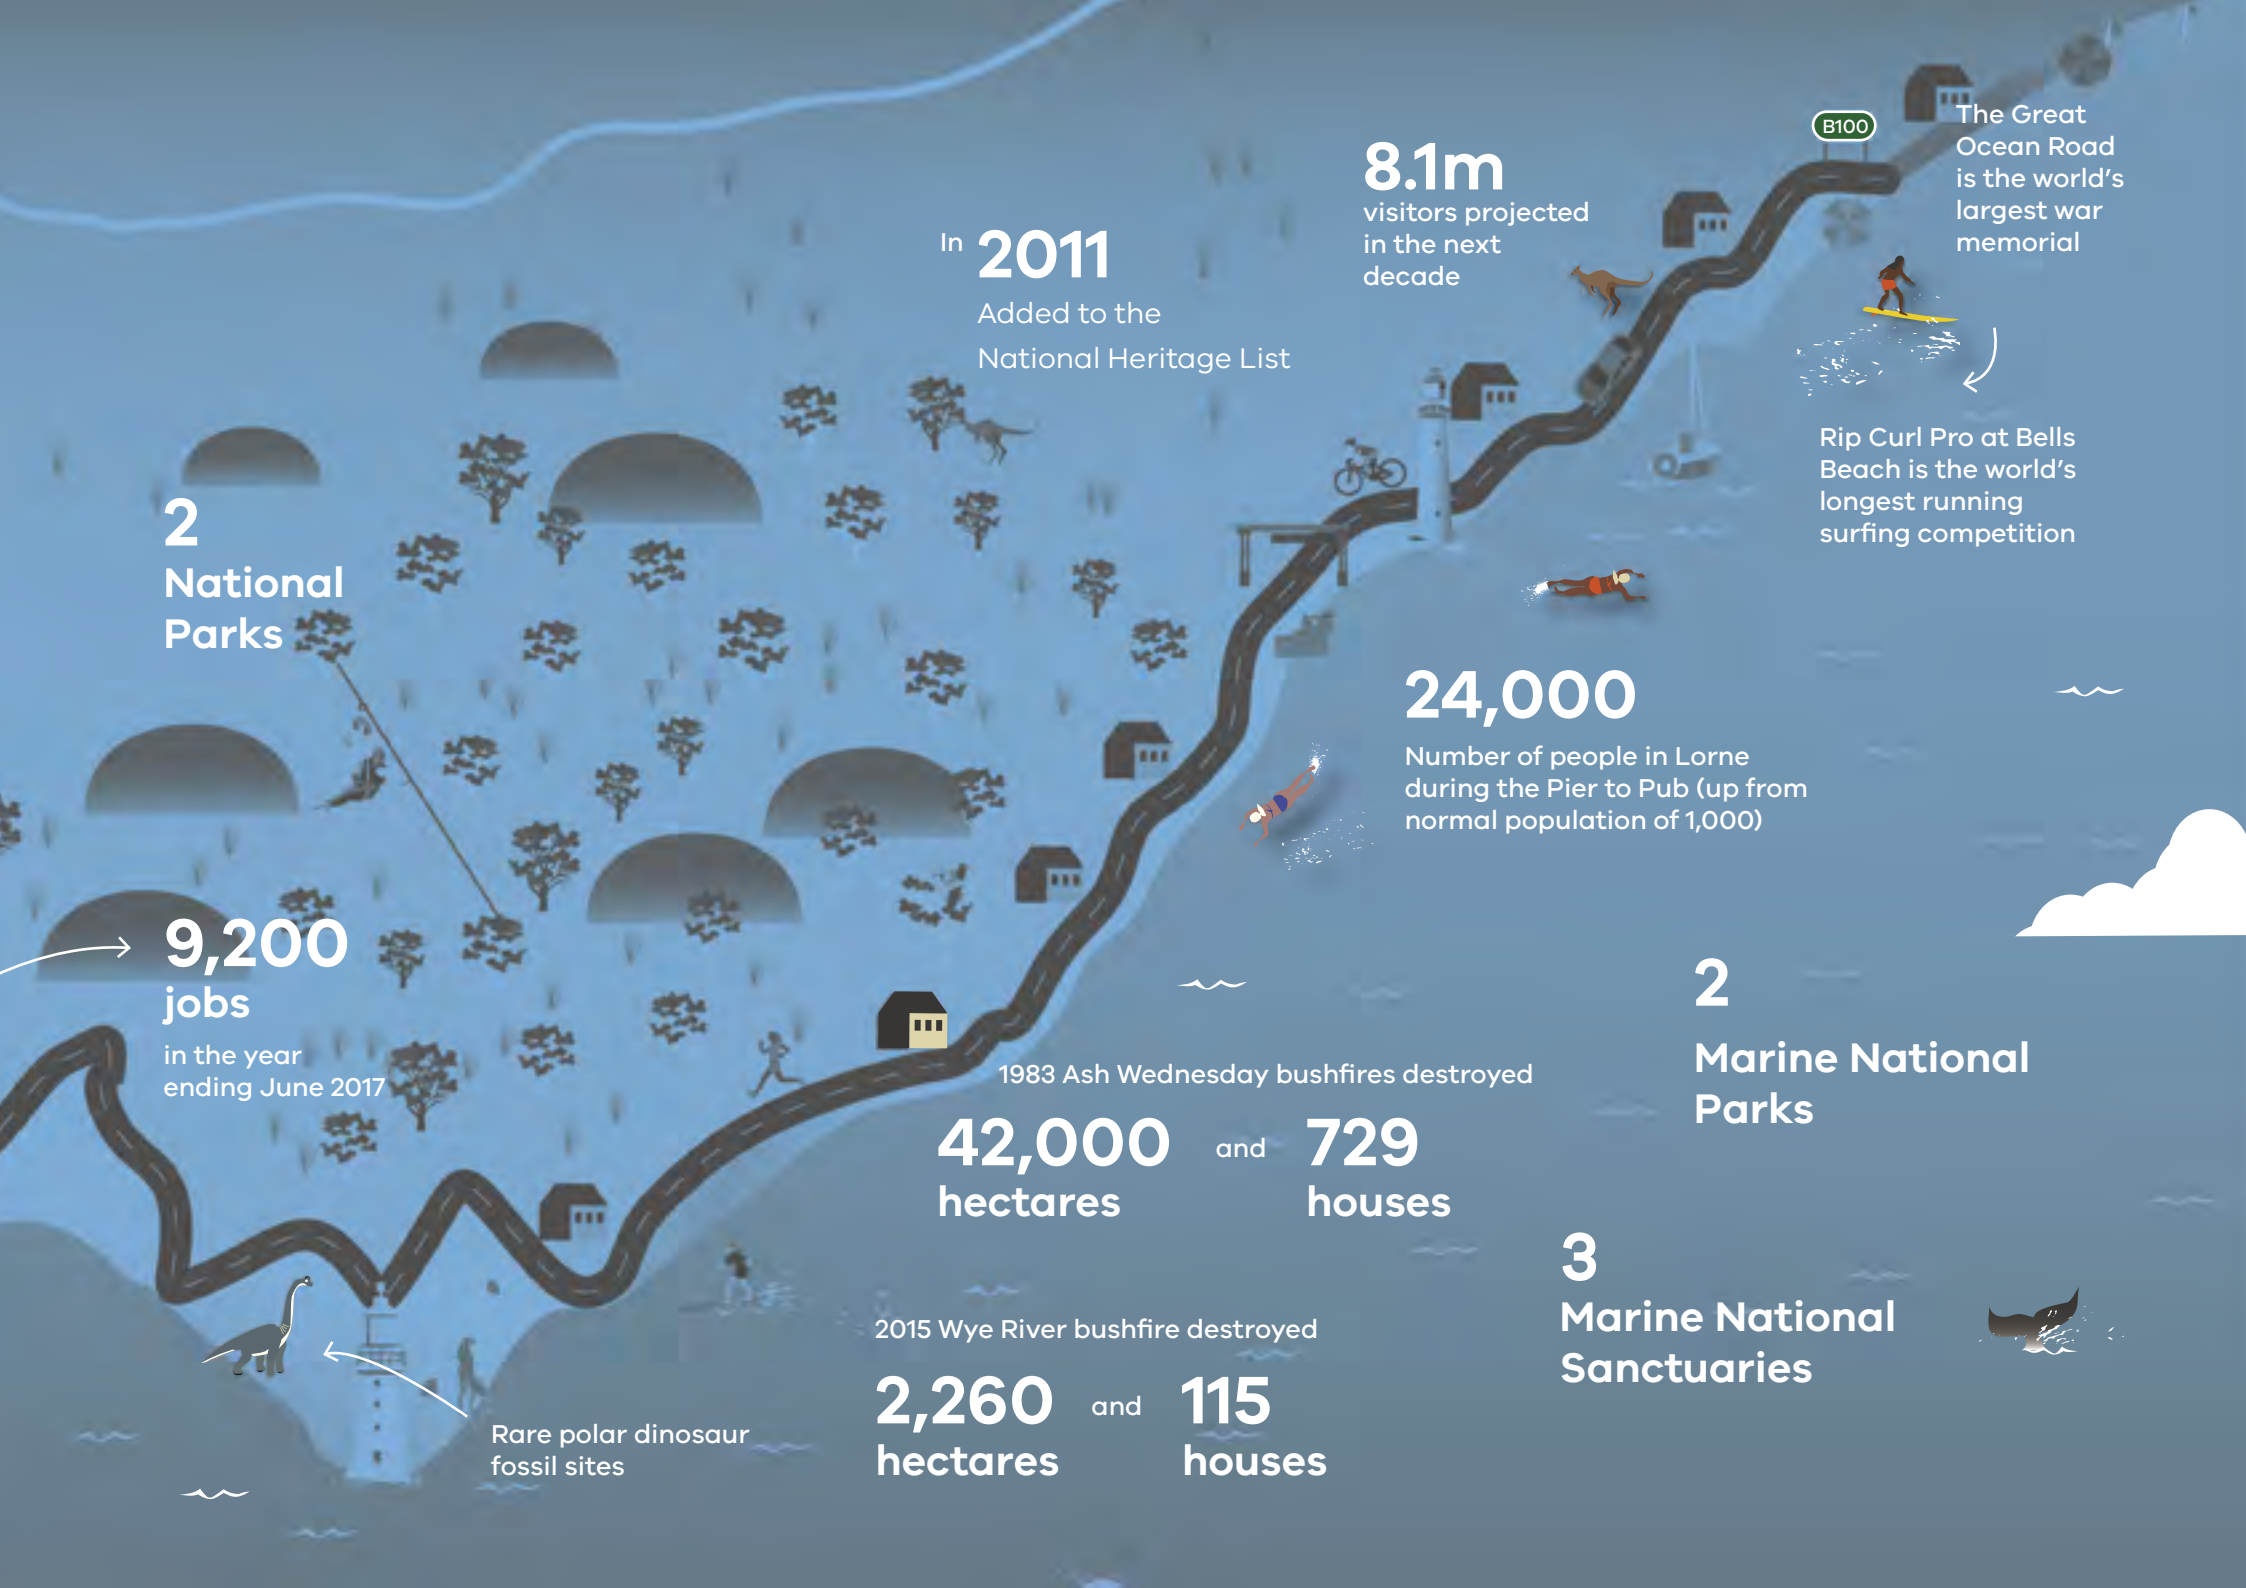 B100
The Great
Ocean Road
is the world's
largest war
memorial
8.1m
visitors projected
in the next
decade
In 2011
Added to the
National Heritage List
Rip Curl Pro at Bells
Beach is the world's
longest running
surfing competition
2
National
Parks
24,000
Number of people in Lorne
during the Pier to Pub (up from
normal population of 1,000)
9,200
jobs
in the year
ending June 2017
2
Marine National
Parks
1983 Ash Wednesday bushfires destroyed
42,000 and 729
hectares houses
3
Marine National
Sanctuaries
2015 Wye River bushfire destroyed
2,260 and 115
hectares houses
Rare polar dinosaur
fossil sites